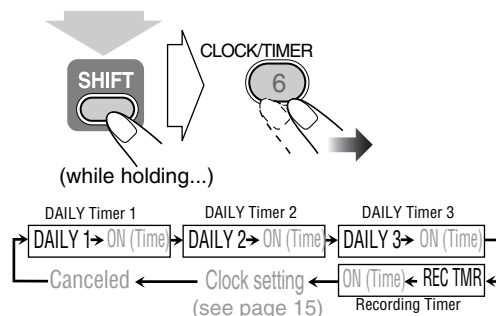 CLOCK/TIMER
SHIFT
6
(while holding...)
DAILY Timer 1
DAILY Timer 2
DAILY Timer 3
DAILY 1 ON (Time) DAILY 2 ON (Time) DAILY 3 ON (Time)
Canceled Clock setting ON (Time) REC TMR
(see page 15) Recording Timer